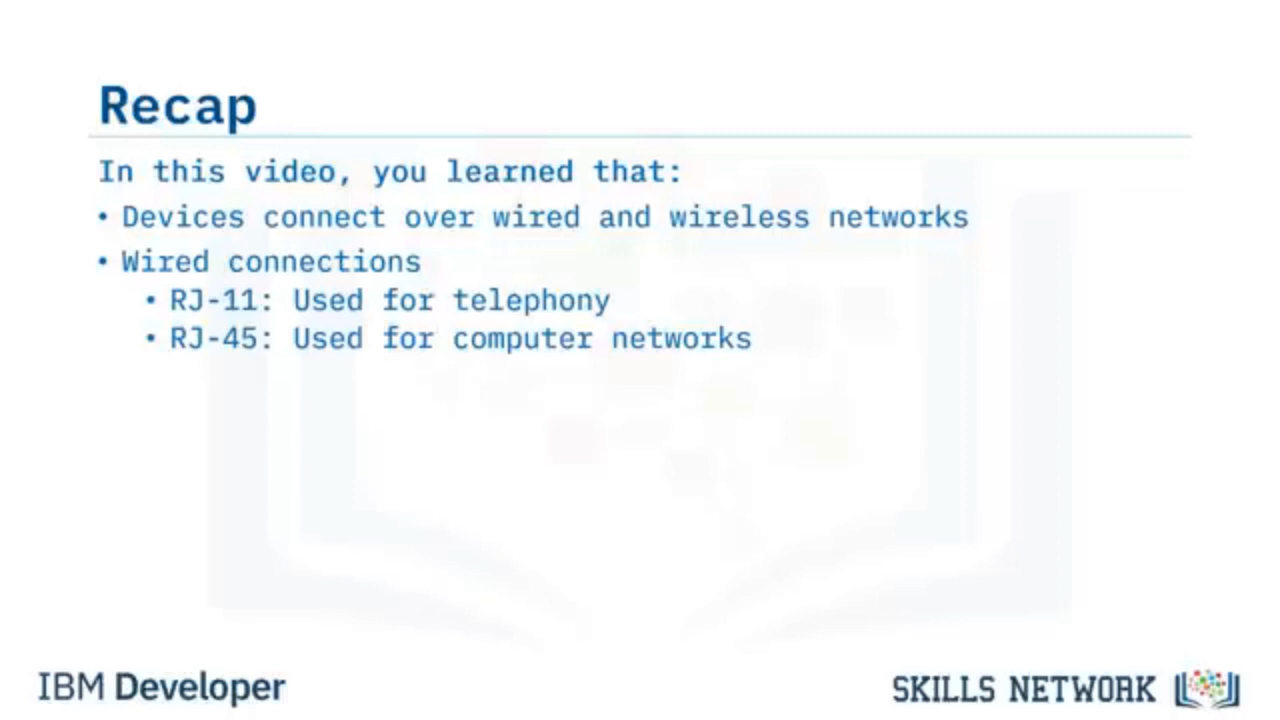 Recap
In this video, you learned that:
• Devices connect over wired and wireless networks
• Wired connections
• RJ-11: Used for telephony
• RJ-45: Used for computer networks
IBM Developer
SKILLS NETWORK